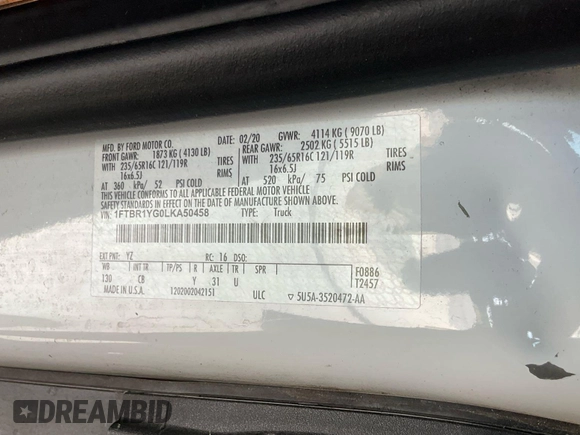 MFD. BY FORD MOTOR CO.
02/20 GVWR: 4114 KG ( 9070 LB)
FRONT GAWR: 1873 KG ( 4130 LB)
REAR GAWR: 2502 KG ( 5515 LB)
WITH 235/65R16C 121/119R TIRES
235/65R16C 121/119R TIRES
16x6.5J RIMS
16x6.5J RIMS
AT 360 kPa/ 52 PSI COLD
AT 520 kPa/ 75 PSI COLD
THIS VEHICLE CONFORMS TO ALL APPLICABLE FEDERAL MOTOR VEHICLE
SAFETY STANDARDS IN EFFECT ON THE DATE OF MANUFACTURE SHOWN ABOVE.
VIN: 1FTBR1YG0LKA50458 TYPE: Truck
EXT PNT: YZ RC: 16 DSO:
WB INT TR TP/PS R AXLE TR SPR F0886
130 CB Y 31 U T2457
MADE IN U.S.A. 1202002042151 ULC 5U5A-3520472-AA
DREAMBID